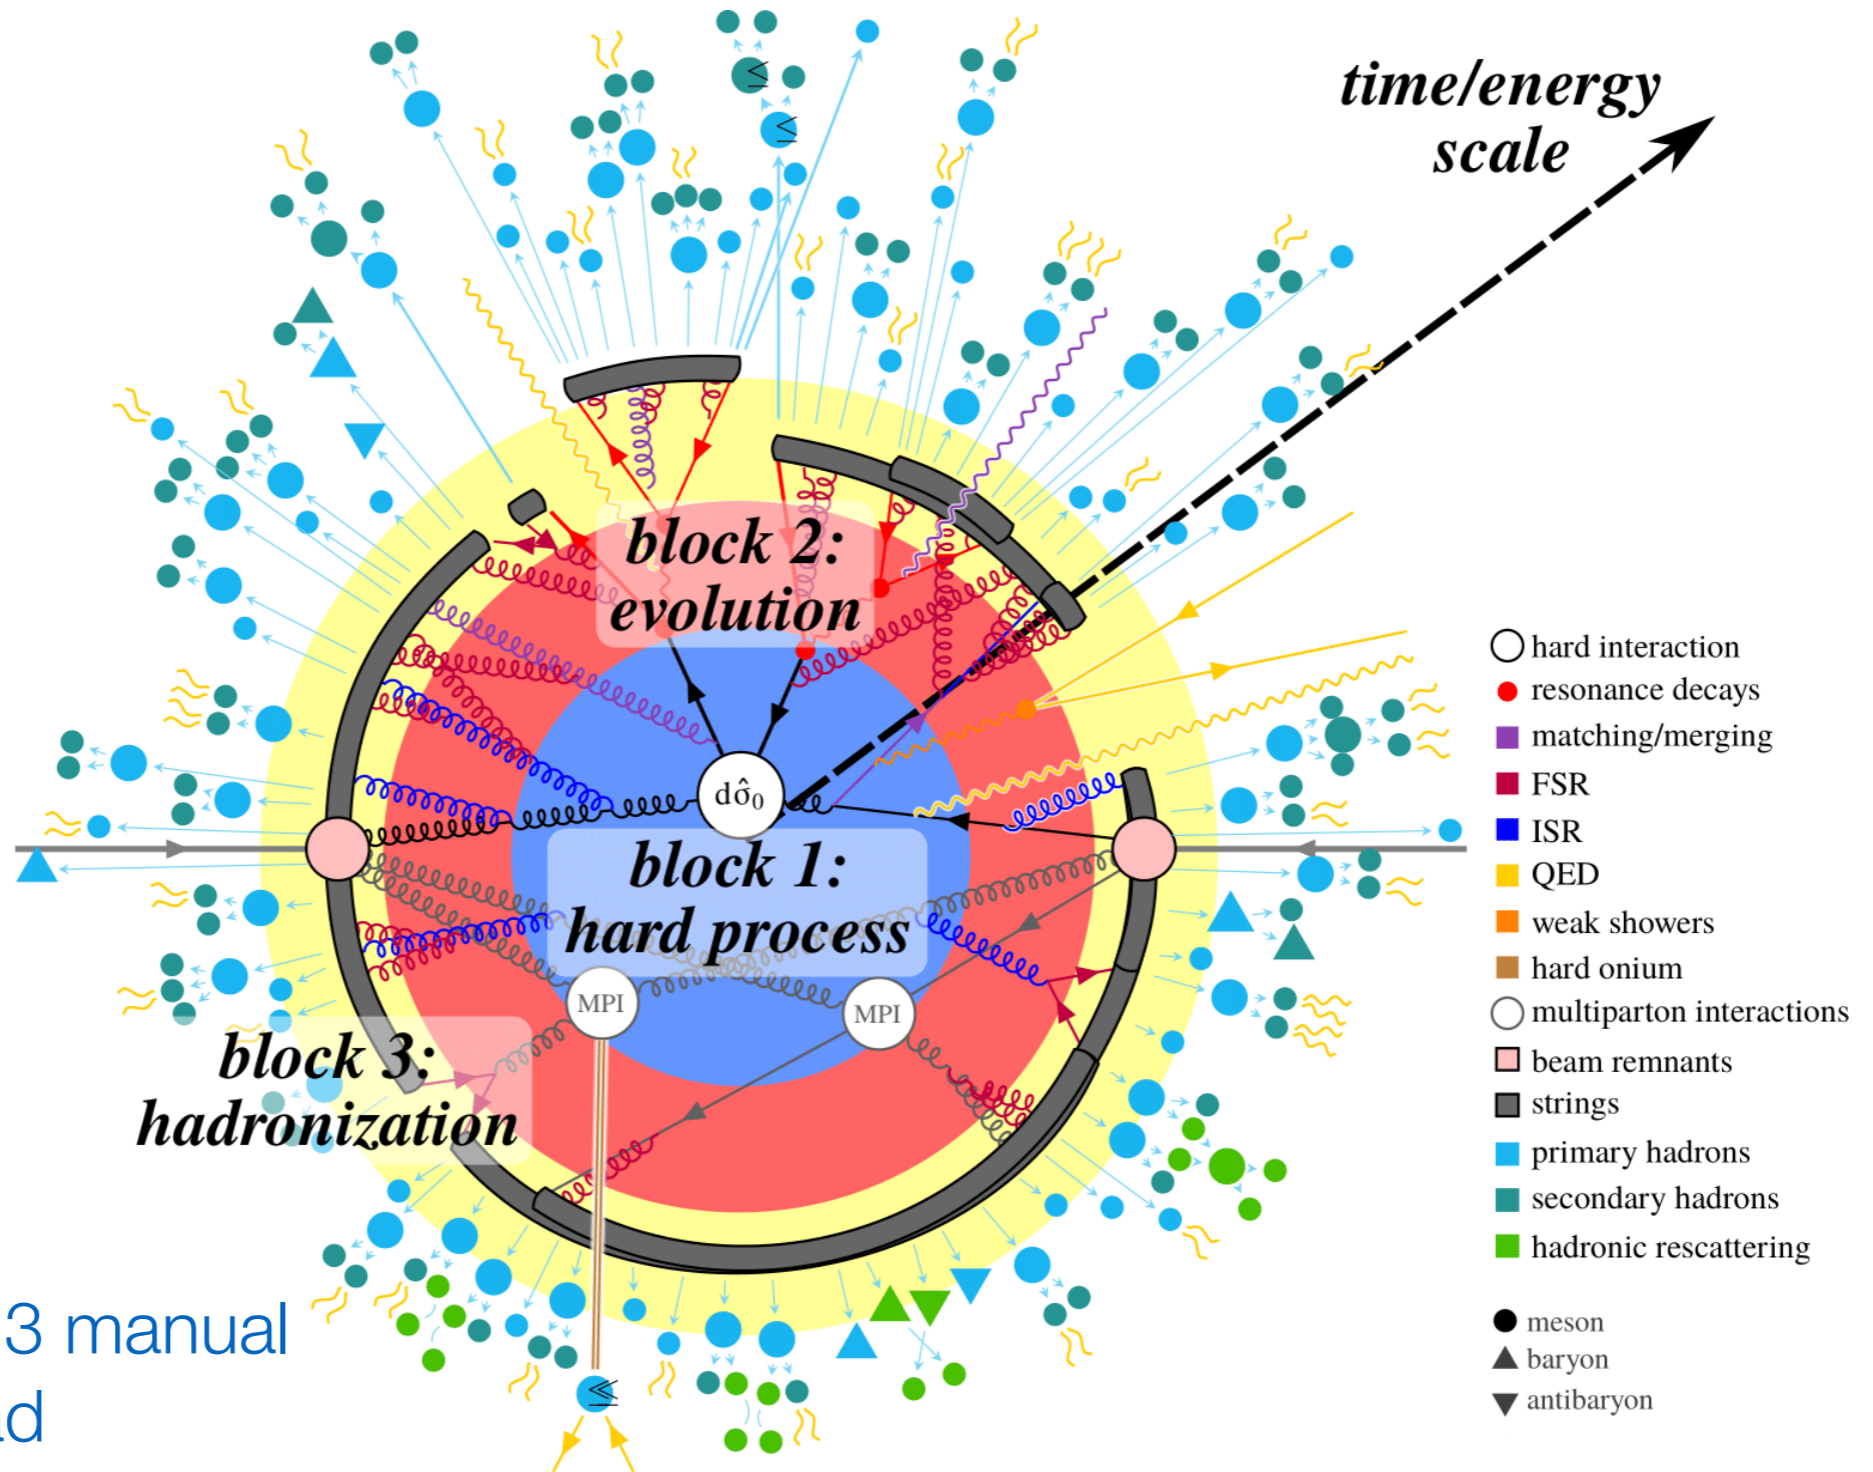 time/energy
scale
block 2:
evolution
dσ̂₀
block 1:
hard process
MPI
MPI
block 3:
hadronization
3 manual
hard interaction
resonance decays
matching/merging
FSR
ISR
QED
weak showers
hard onium
multiparton interactions
beam remnants
strings
primary hadrons
secondary hadrons
hadronic rescattering
meson
baryon
antibaryon
≤
≤
≪